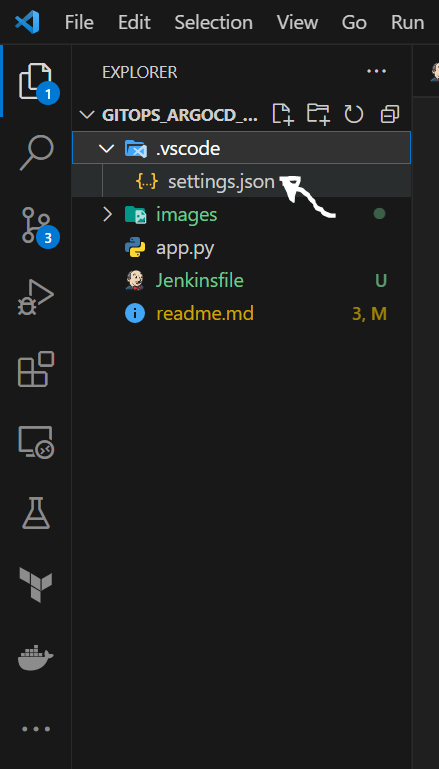 File Edit Selection View Go Run
EXPLORER
1
GITOPS_ARGOCD_...
.vscode
{..} settings.json
images
3
app.py
Jenkinsfile U
readme.md 3, M